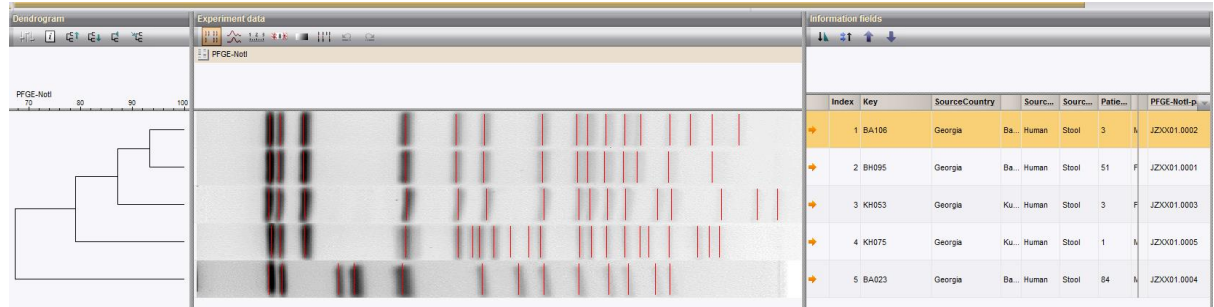 Dendrogram
Experiment data
Information fields
PFGE-NotI
PFGE-NotI
70 80 90 100
Index Key SourceCountry Sourc... Sourc... Patie... PFGE-NotI-p
1 BA106 Georgia Ba... Human Stool 3 JZXX01.0002
2 BH095 Georgia Ba... Human Stool 51 F JZXX01.0001
3 KH053 Georgia Ku... Human Stool 3 F JZXX01.0003
4 KH075 Georgia Ku... Human Stool 1 JZXX01.0005
5 BA023 Georgia Ba... Human Stool 84 JZXX01.0004